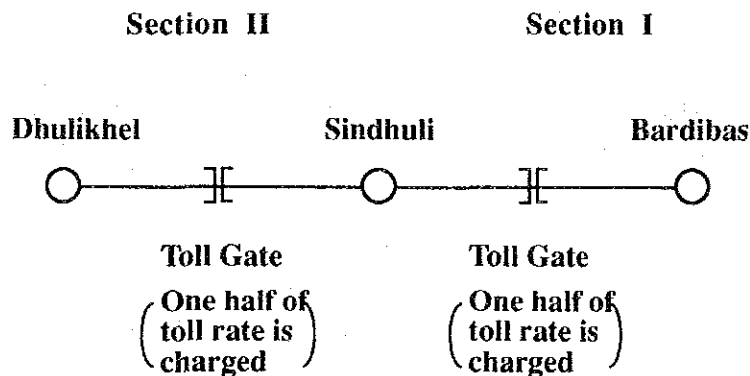 Section II Section I
Dhulikhel Sindhuli Bardibas
Toll Gate Toll Gate
(One half of toll rate is charged) (One half of toll rate is charged)